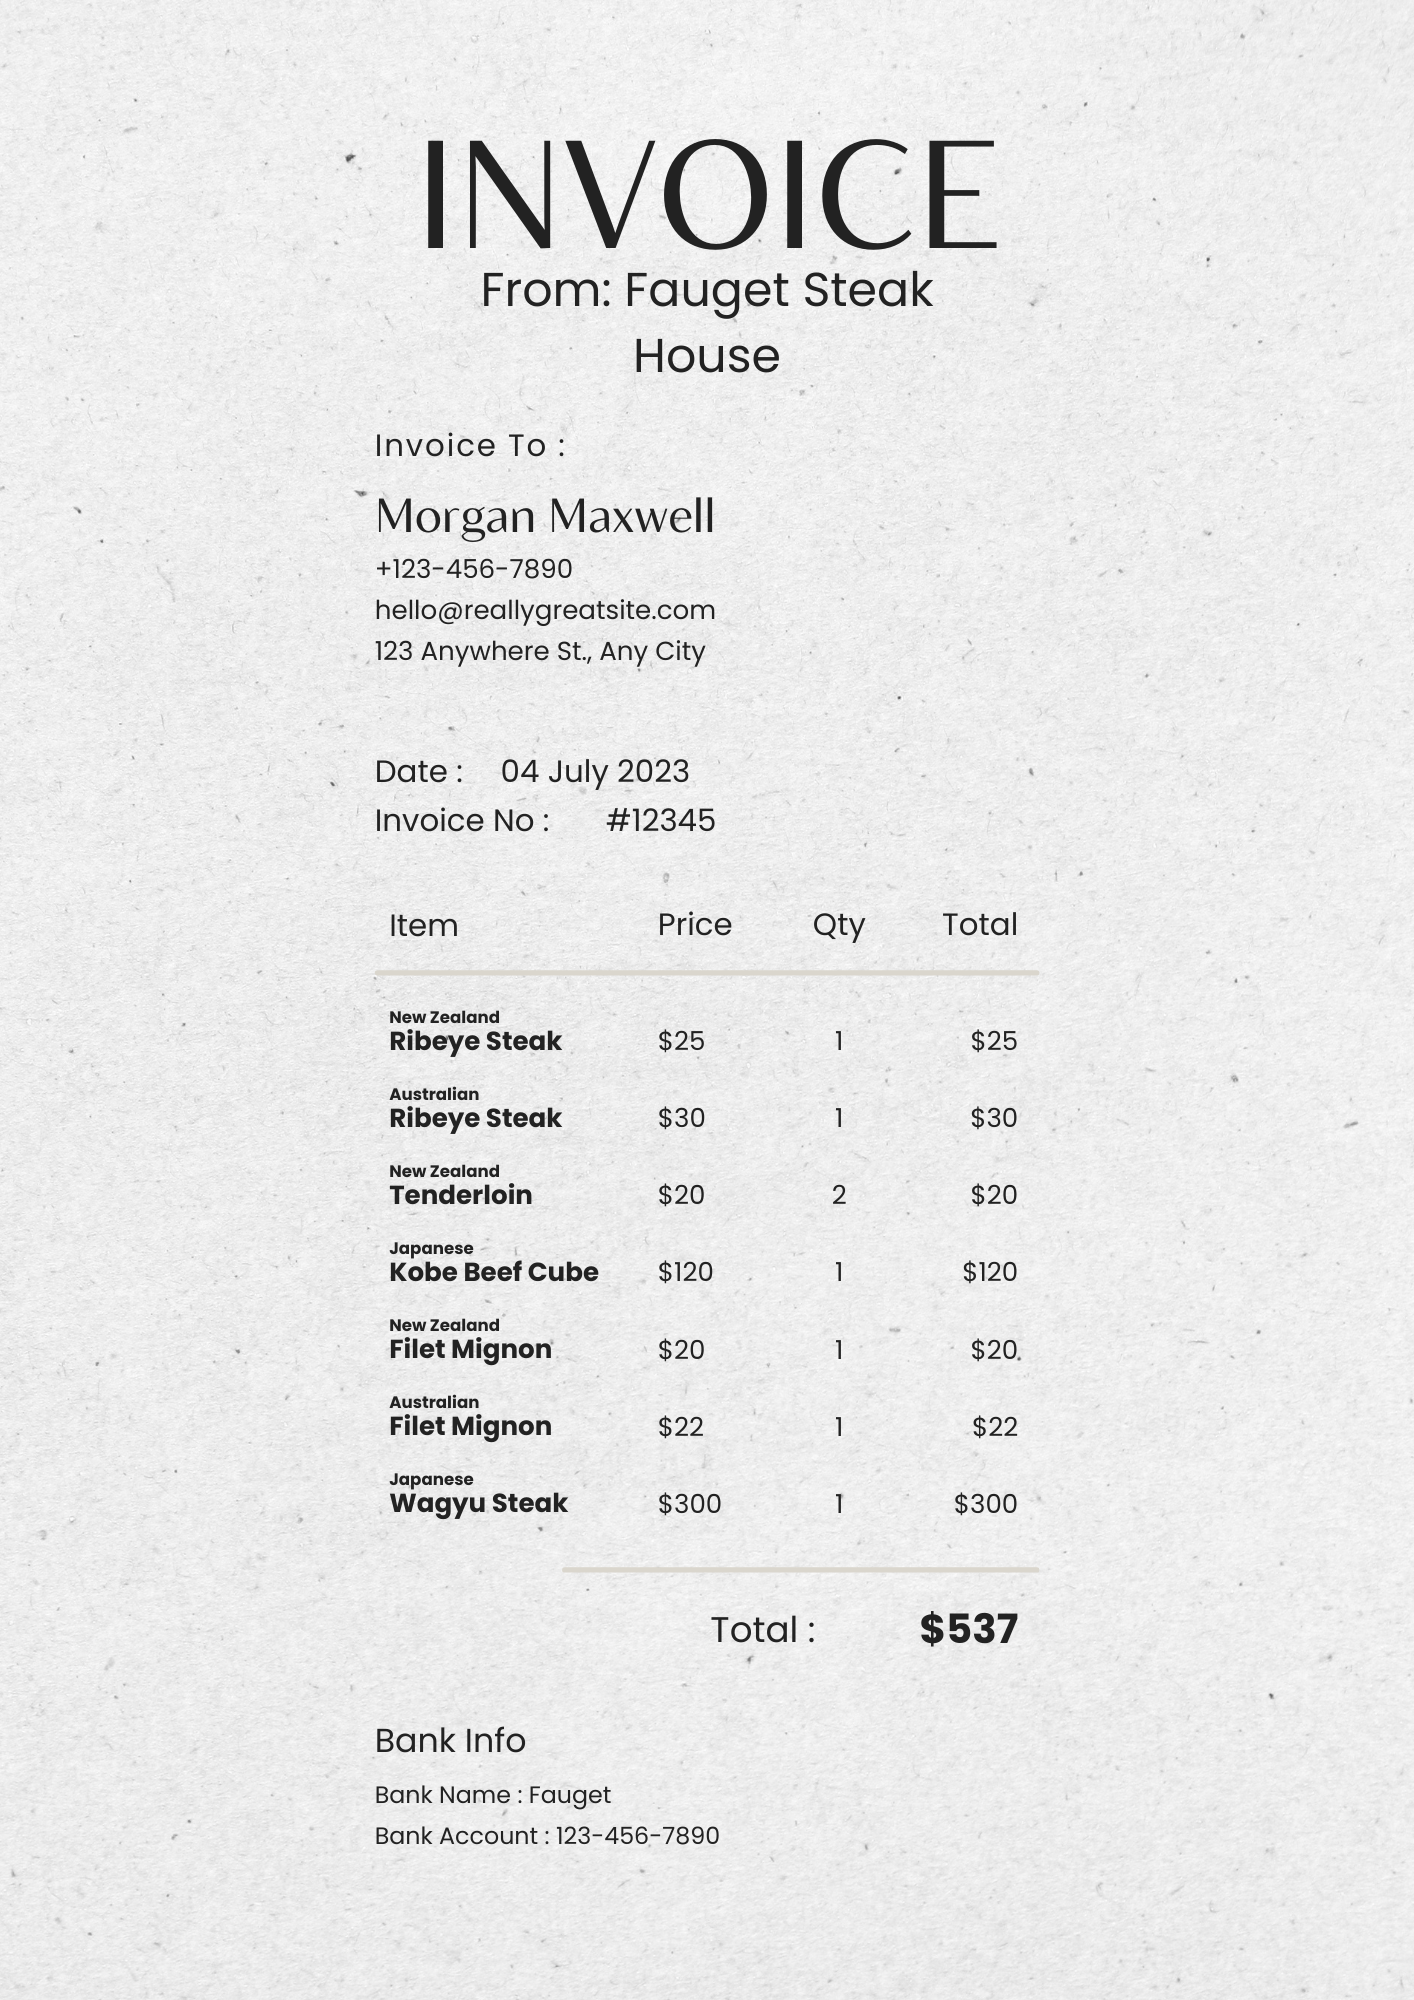 INVOICE
From: Fauget Steak
House
Invoice To :
Morgan Maxwell
+123-456-7890
hello@reallygreatsite.com
123 Anywhere St., Any City
Date : 04 July 2023
Invoice No : #12345
Item Price Qty Total
New Zealand
Ribeye Steak $25 1 $25
Australian
Ribeye Steak $30 1 $30
New Zealand
Tenderloin $20 2 $20
Japanese
Kobe Beef Cube $120 1 $120
New Zealand
Filet Mignon $20 1 $20
Australian
Filet Mignon $22 1 $22
Japanese
Wagyu Steak $300 1 $300
Total : $537
Bank Info
Bank Name : Fauget
Bank Account : 123-456-7890